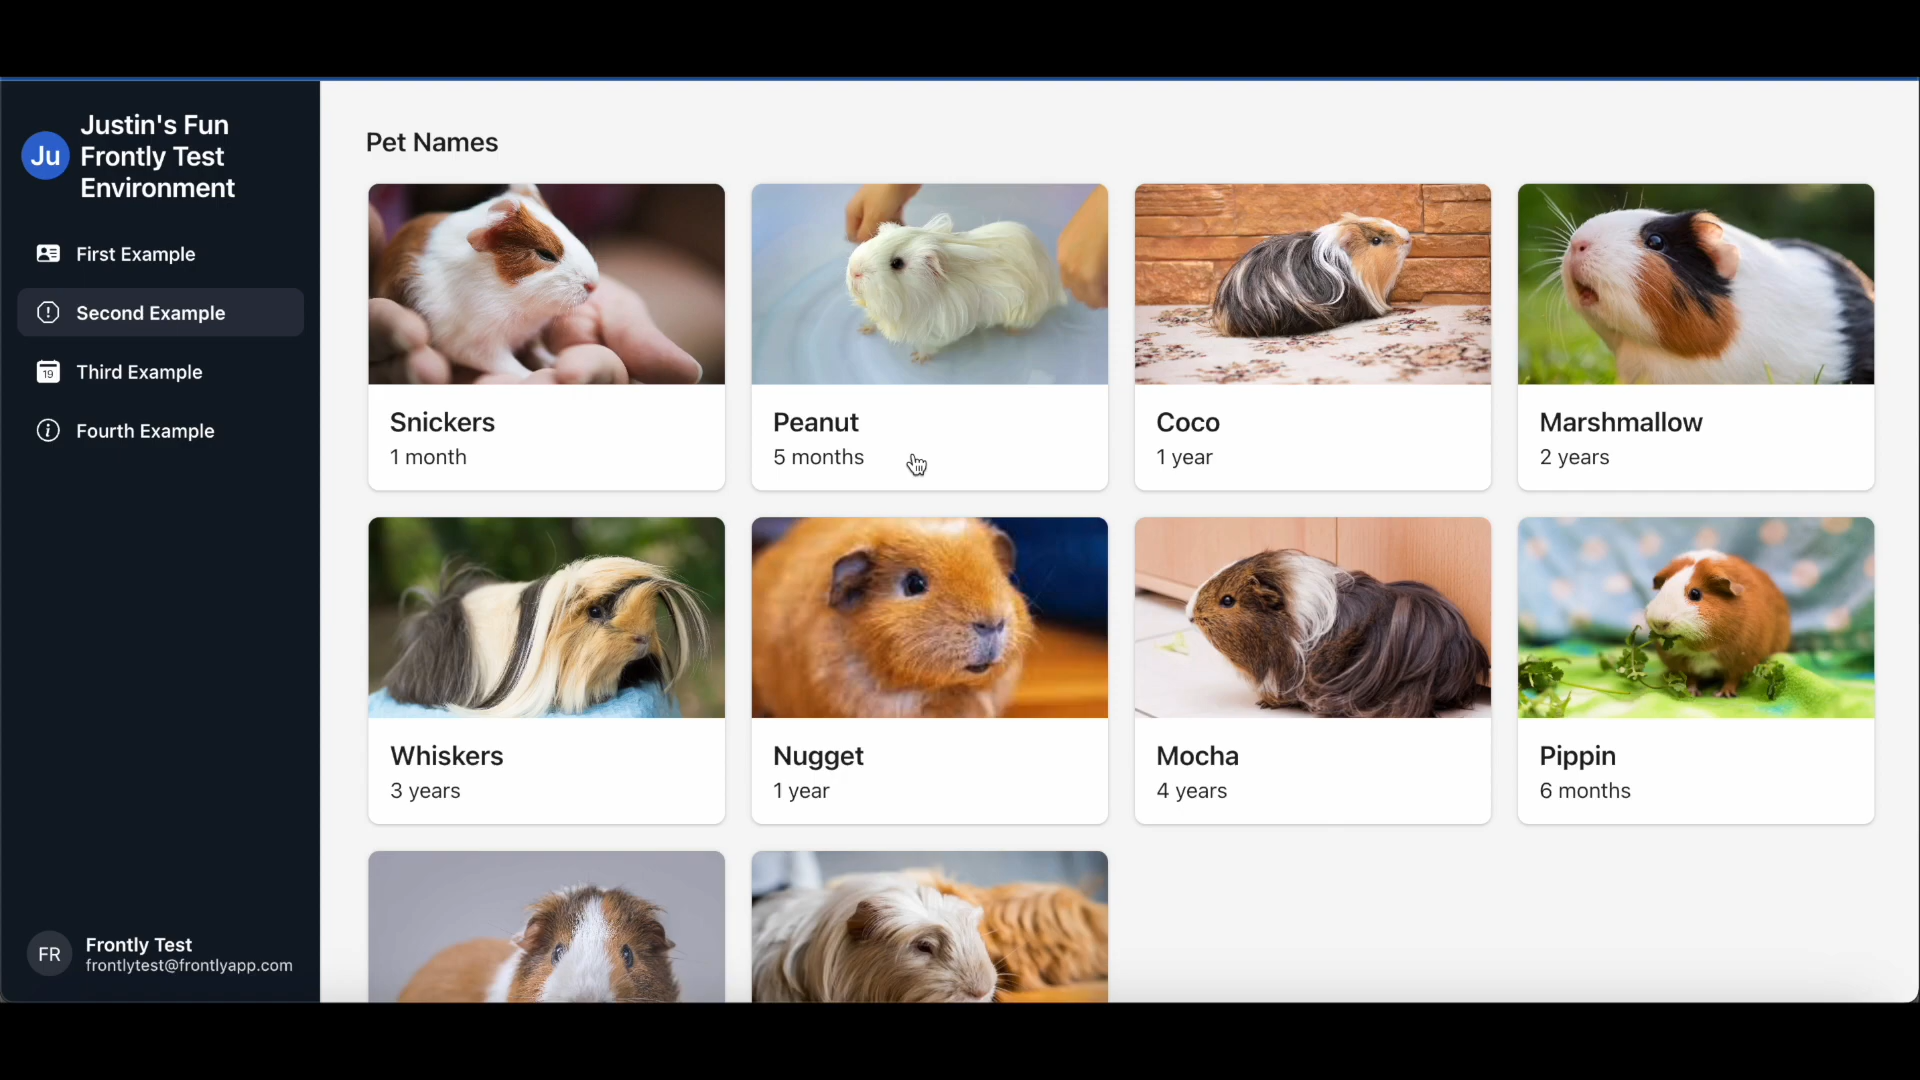 Ju
Justin's Fun
Frontly Test
Environment
First Example
Second Example
19
Third Example
Fourth Example
FR
Frontly Test
frontlytest@frontlyapp.com
Pet Names
Snickers
1 month
Peanut
5 months
Coco
1 year
Marshmallow
2 years
Whiskers
3 years
Nugget
1 year
Mocha
4 years
Pippin
6 months